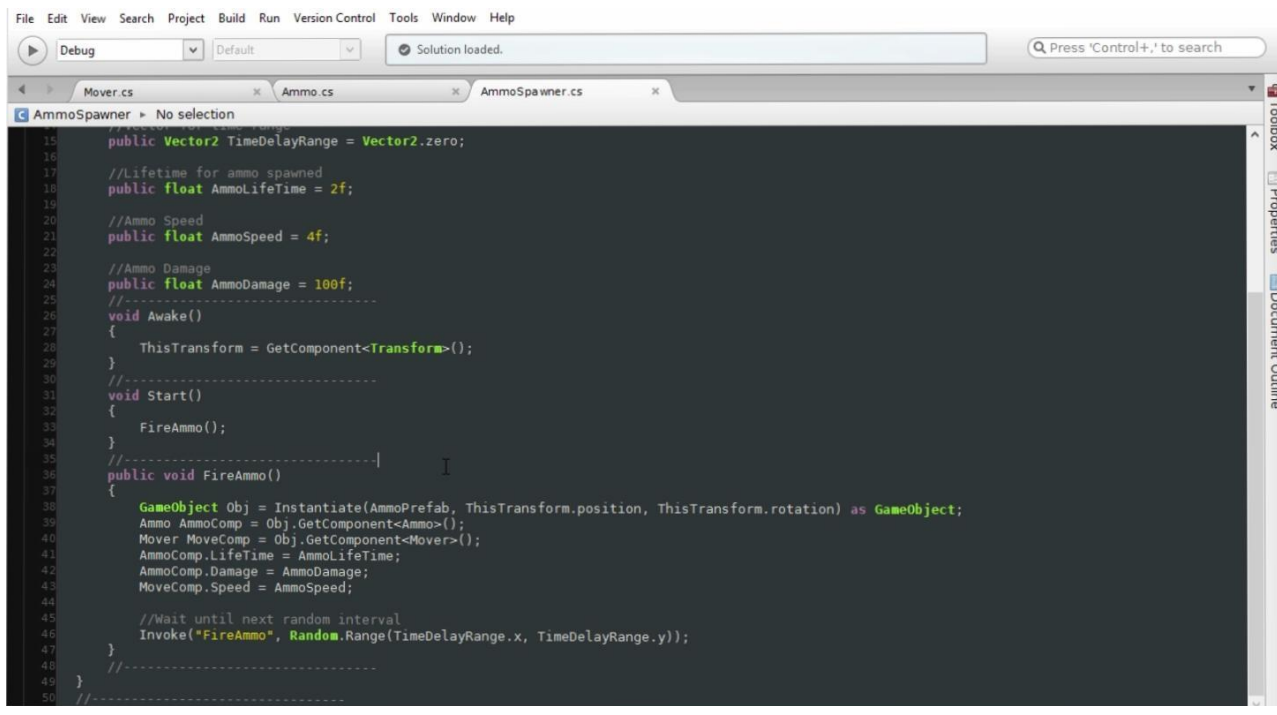 File Edit View Search Project Build Run Version Control Tools Window Help
Debug Default Solution loaded. Press 'Control+,' to search
Mover.cs Ammo.cs AmmoSpawner.cs
AmmoSpawner ▸ No selection
//Vector for time range
15 public Vector2 TimeDelayRange = Vector2.zero;
16
17 //Lifetime for ammo spawned
18 public float AmmoLifeTime = 2f;
19
20 //Ammo Speed
21 public float AmmoSpeed = 4f;
22
23 //Ammo Damage
24 public float AmmoDamage = 100f;
25 //--------------------------------
26 void Awake()
27 {
28 ThisTransform = GetComponent<Transform>();
29 }
30 //--------------------------------
31 void Start()
32 {
33 FireAmmo();
34 }
35 //--------------------------------
36 public void FireAmmo()
37 {
38 GameObject Obj = Instantiate(AmmoPrefab, ThisTransform.position, ThisTransform.rotation) as GameObject;
39 Ammo AmmoComp = Obj.GetComponent<Ammo>();
40 Mover MoveComp = Obj.GetComponent<Mover>();
41 AmmoComp.LifeTime = AmmoLifeTime;
42 AmmoComp.Damage = AmmoDamage;
43 MoveComp.Speed = AmmoSpeed;
44
45 //Wait until next random interval
46 Invoke("FireAmmo", Random.Range(TimeDelayRange.x, TimeDelayRange.y));
47 }
48 //--------------------------------
49 }
50 //--------------------------------
Toolbox
Properties
Document Outline